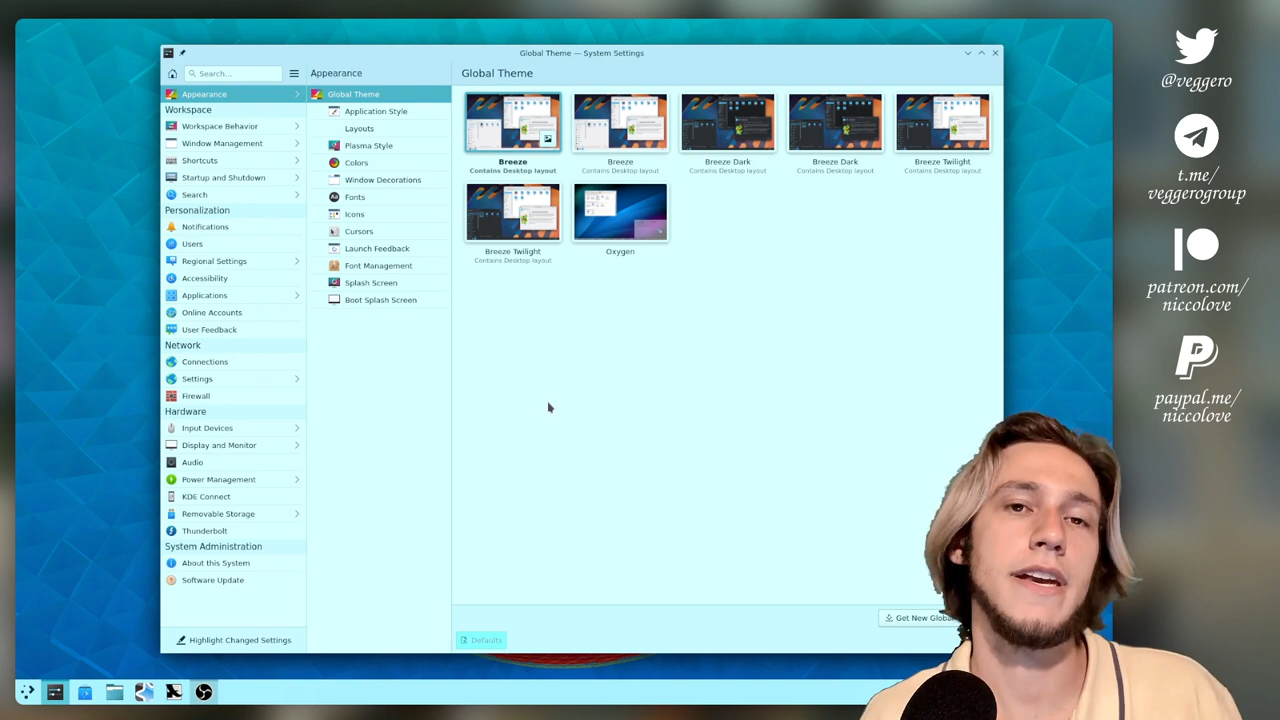 Global Theme — System Settings
Search...
Appearance
Workspace
Workspace Behavior
Window Management
Shortcuts
Startup and Shutdown
Search
Personalization
Notifications
Users
Regional Settings
Accessibility
Applications
Online Accounts
User Feedback
Network
Connections
Settings
Firewall
Hardware
Input Devices
Display and Monitor
Audio
Power Management
KDE Connect
Removable Storage
Thunderbolt
System Administration
About this System
Software Update
Highlight Changed Settings
Appearance
Global Theme
Application Style
Layouts
Plasma Style
Colors
Window Decorations
Fonts
Icons
Cursors
Launch Feedback
Font Management
Splash Screen
Boot Splash Screen
Global Theme
Breeze
Contains Desktop layout
Breeze
Contains Desktop layout
Breeze Dark
Contains Desktop layout
Breeze Dark
Contains Desktop layout
Breeze Twilight
Contains Desktop layout
Breeze Twilight
Contains Desktop layout
Oxygen
Get New Global
Defaults
@veggero
t.me/
veggerogroup
patreon.com/
niccolove
paypal.me/
niccolove